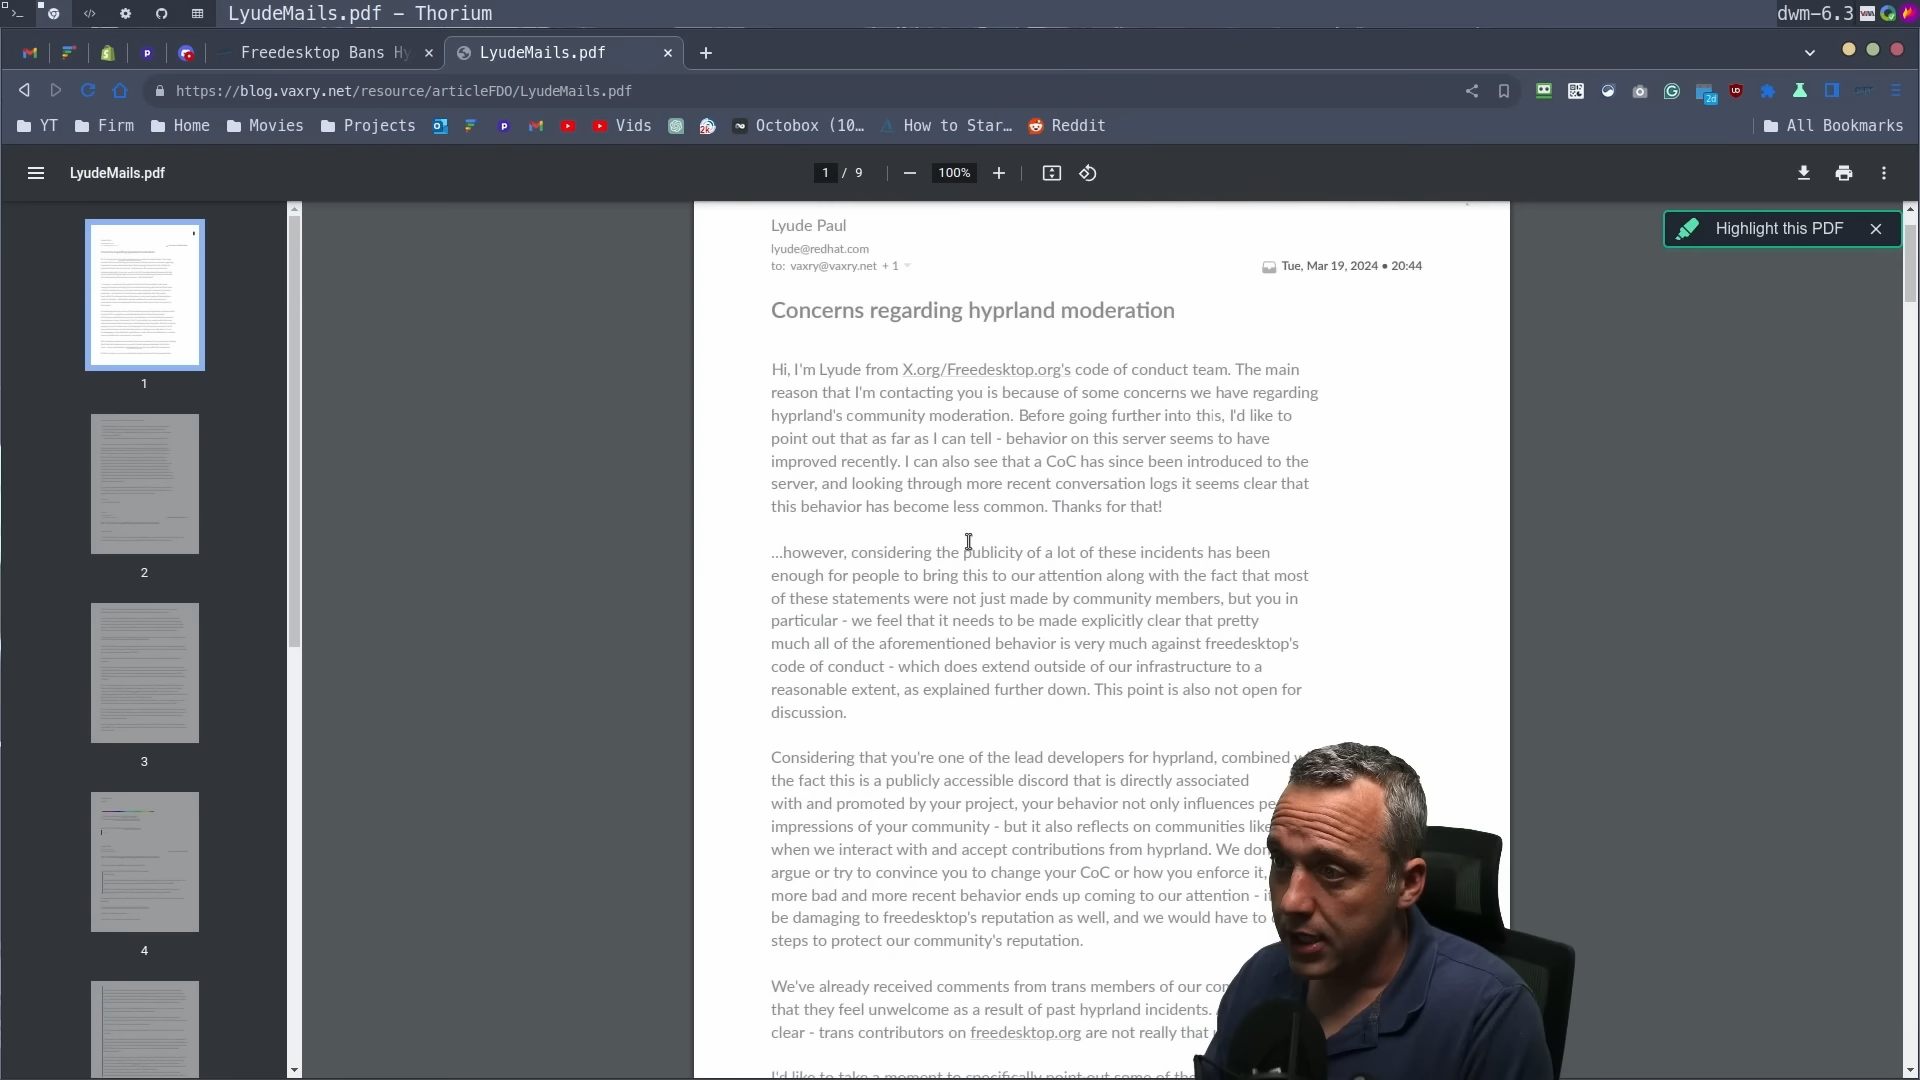 LyudeMails.pdf – Thorium
dwm-6.3
Freedesktop Bans Hy
LyudeMails.pdf
https://blog.vaxry.net/resource/articleFDO/LyudeMails.pdf
2d
YT
Firm
Home
Movies
Projects
Vids
Octobox (10…
How to Star…
Reddit
All Bookmarks
LyudeMails.pdf
1 / 9
100%
Highlight this PDF
1
2
3
4
Lyude Paul
lyude@redhat.com
to: vaxry@vaxry.net + 1
Tue, Mar 19, 2024 • 20:44
Concerns regarding hyprland moderation
Hi, I'm Lyude from X.org/Freedesktop.org's code of conduct team. The main
reason that I'm contacting you is because of some concerns we have regarding
hyprland's community moderation. Before going further into this, I'd like to
point out that as far as I can tell - behavior on this server seems to have
improved recently. I can also see that a CoC has since been introduced to the
server, and looking through more recent conversation logs it seems clear that
this behavior has become less common. Thanks for that!
...however, considering the publicity of a lot of these incidents has been
enough for people to bring this to our attention along with the fact that most
of these statements were not just made by community members, but you in
particular - we feel that it needs to be made explicitly clear that pretty
much all of the aforementioned behavior is very much against freedesktop's
code of conduct - which does extend outside of our infrastructure to a
reasonable extent, as explained further down. This point is also not open for
discussion.
Considering that you're one of the lead developers for hyprland, combined
the fact this is a publicly accessible discord that is directly associated
with and promoted by your project, your behavior not only influences
impressions of your community - but it also reflects on communities like
when we interact with and accept contributions from hyprland. We
argue or try to convince you to change your CoC or how you enforce it,
more bad and more recent behavior ends up coming to our attention -
be damaging to freedesktop's reputation as well, and we would have to
steps to protect our community's reputation.
We've already received comments from trans members of our
that they feel unwelcome as a result of past hyprland incidents.
clear - trans contributors on freedesktop.org are not really that
I'd like to take a moment to specifically point out some of